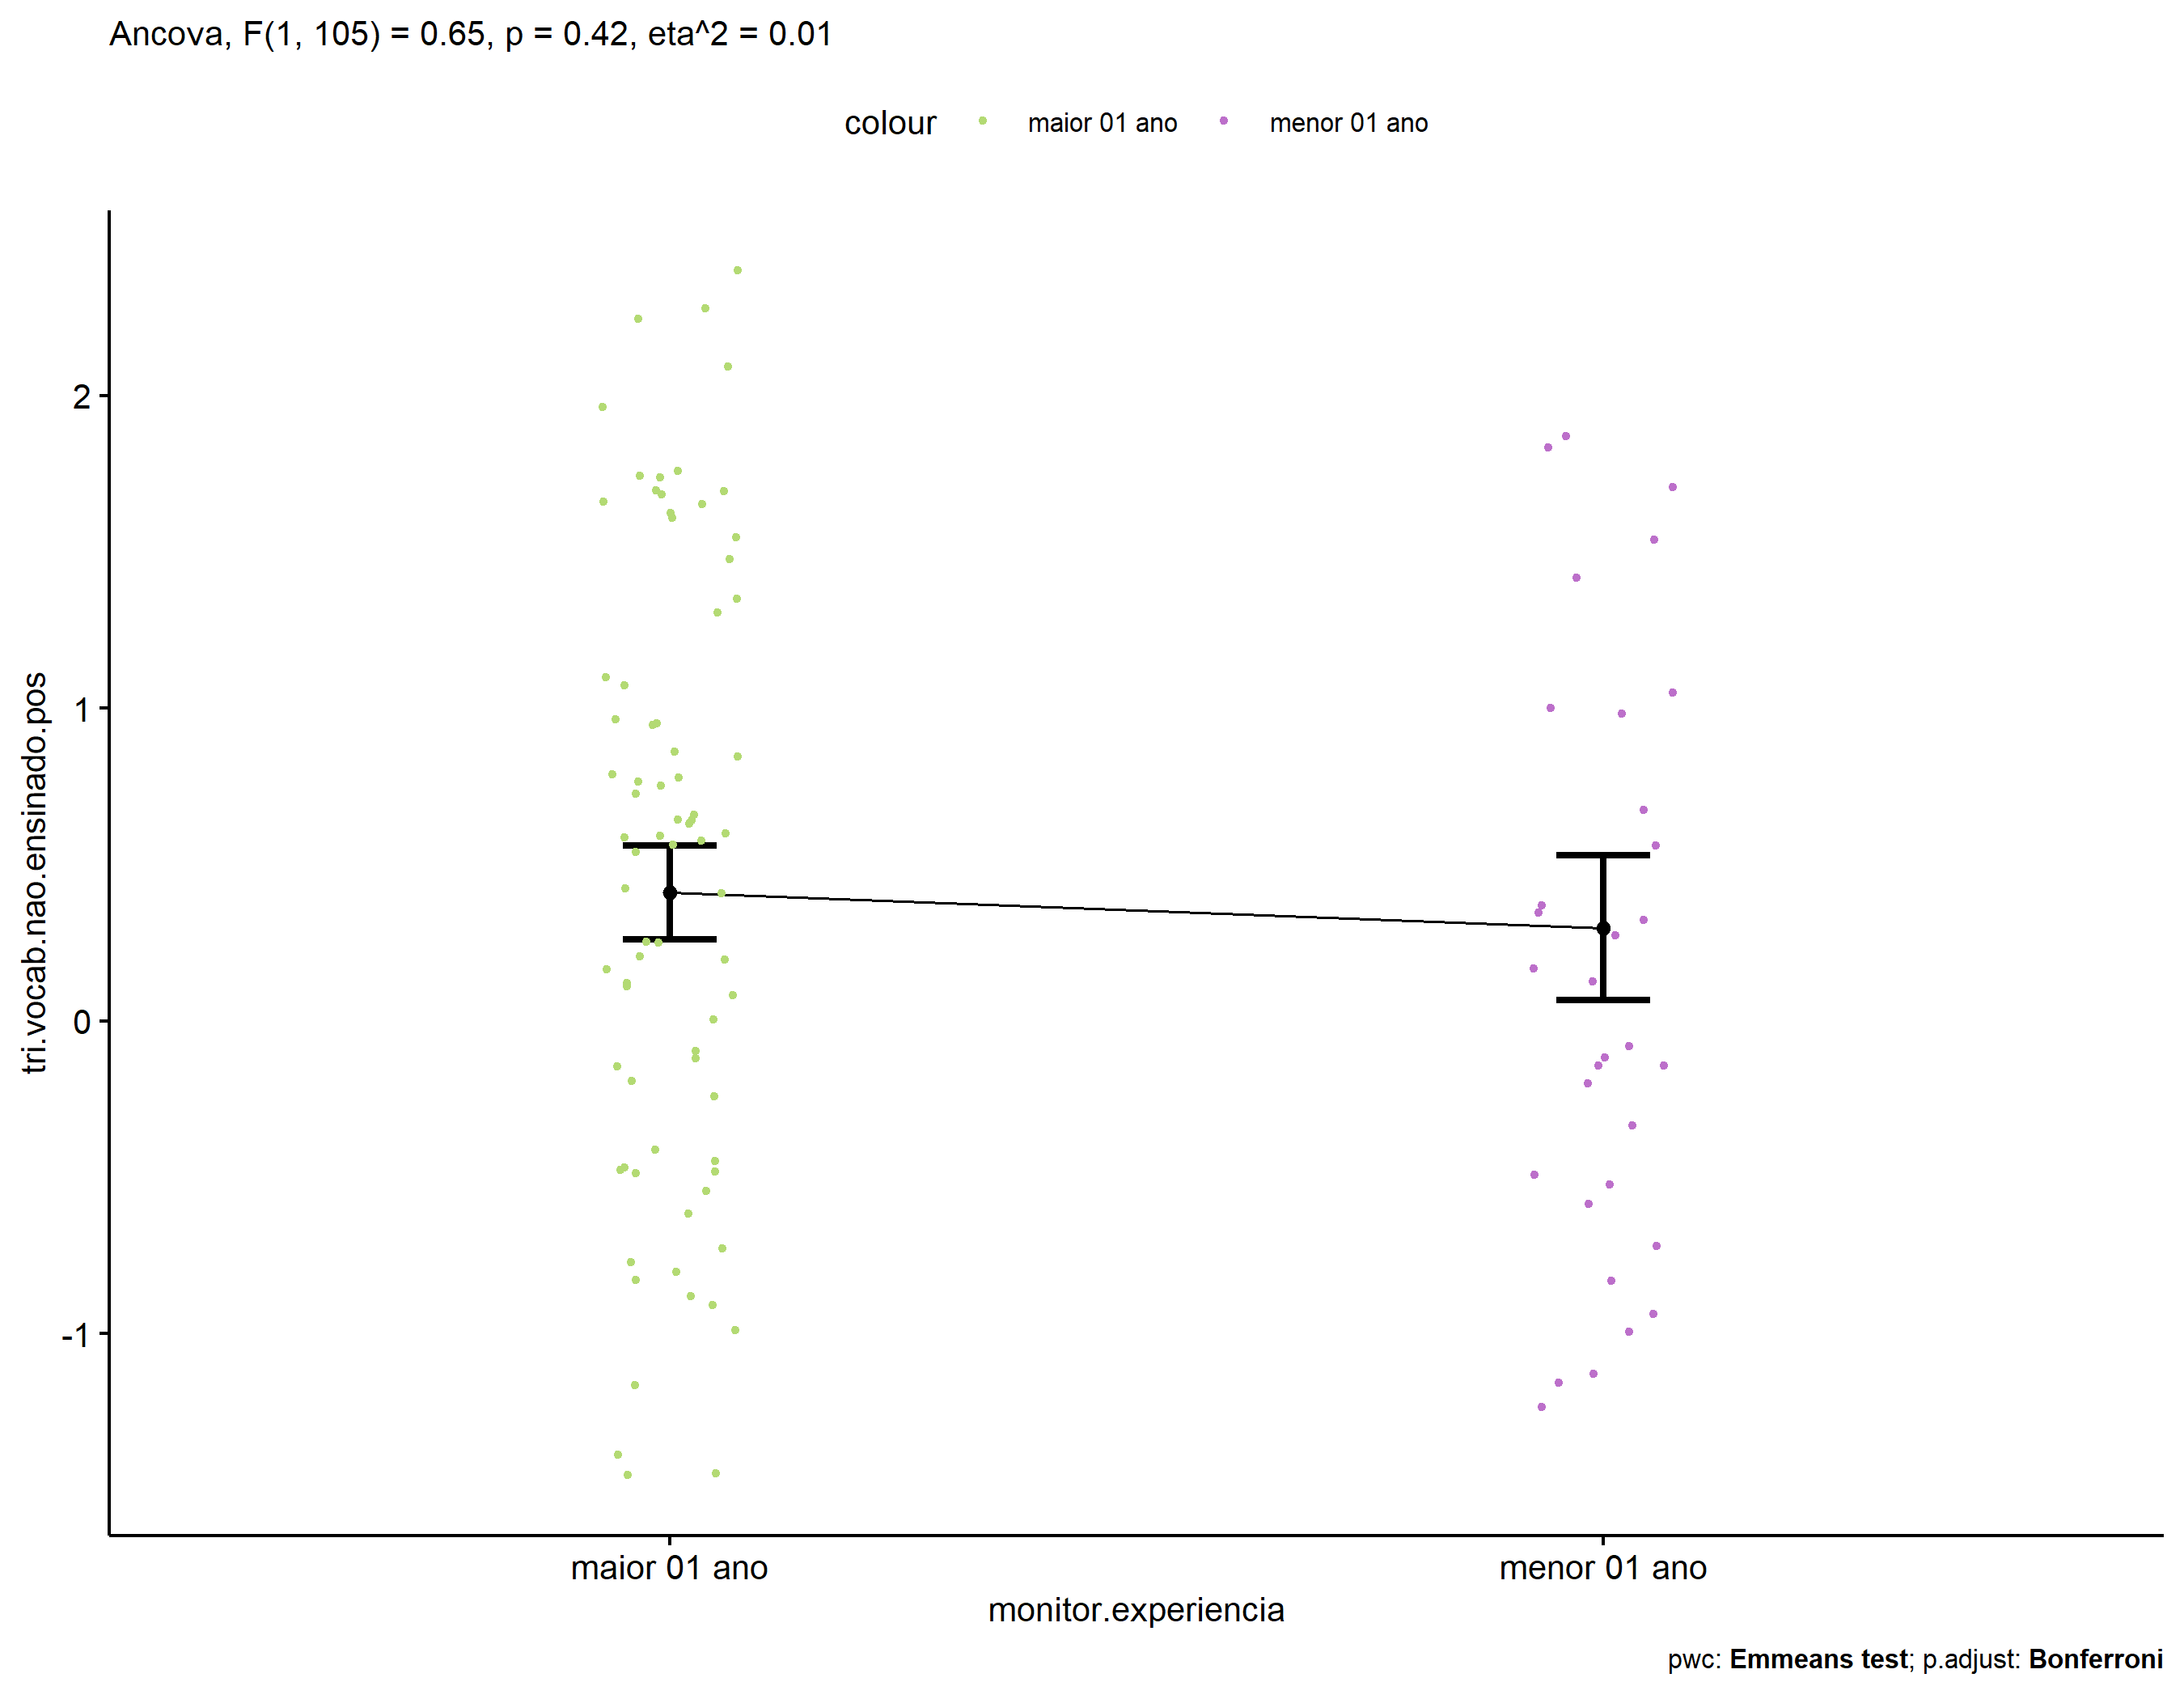 Ancova, F(1, 105) = 0.65, p = 0.42, eta^2 = 0.01
colour maior 01 ano menor 01 ano
tri.vocab.nao.ensinado.pos
2
1
0
-1
maior 01 ano menor 01 ano
monitor.experiencia
pwc: Emmeans test; p.adjust: Bonferroni